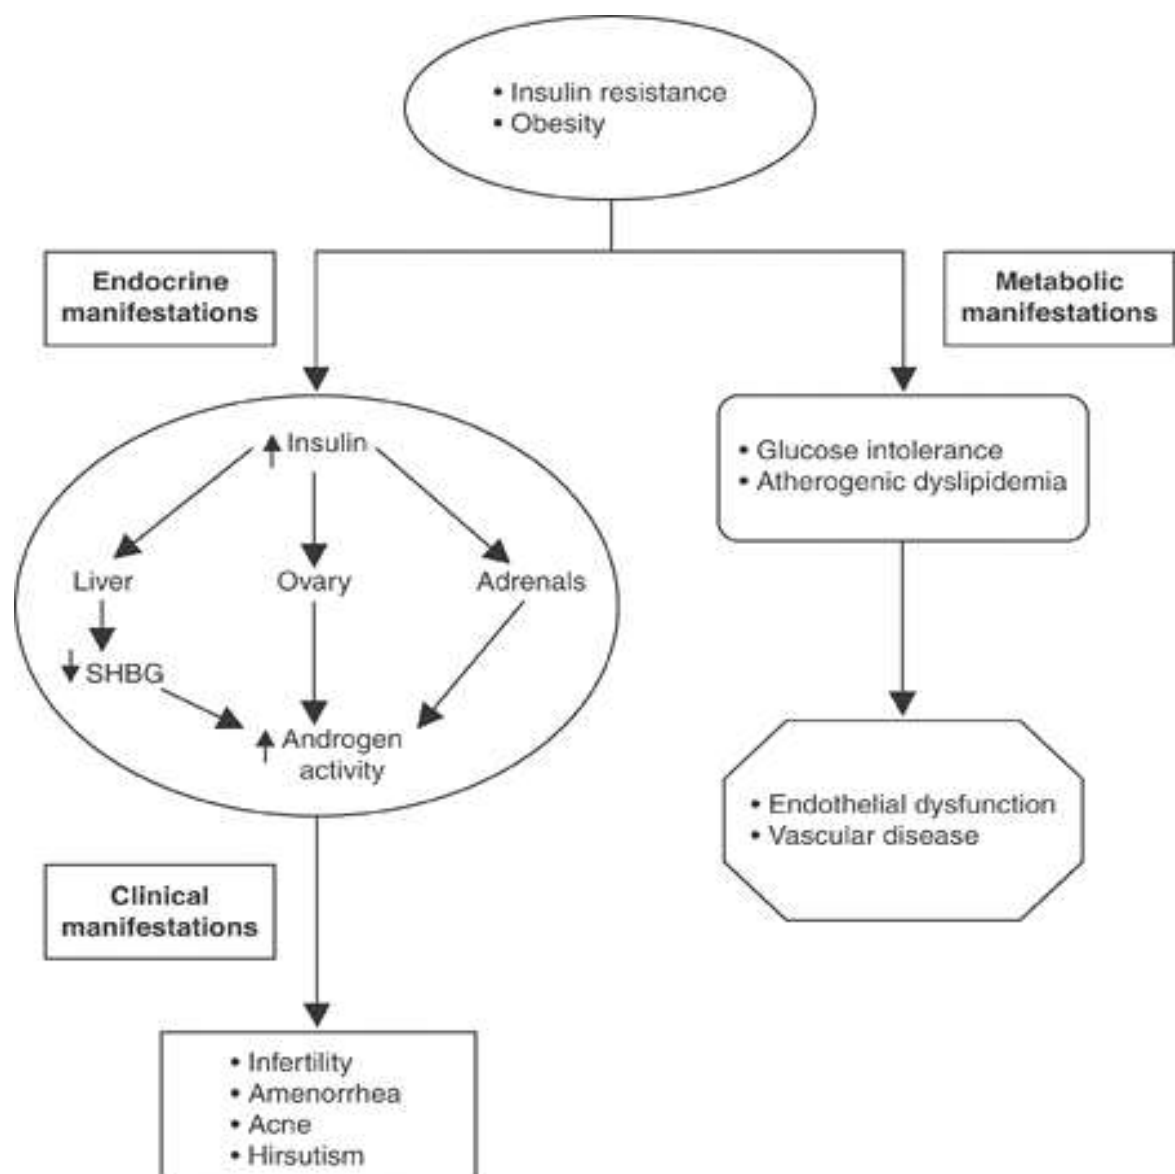 • Insulin resistance
• Obesity
Endocrine
manifestations
Metabolic
manifestations
Insulin
Liver
Ovary
Adrenals
SHBG
Androgen
activity
• Glucose intolerance
• Atherogenic dyslipidemia
• Endothelial dysfunction
• Vascular disease
Clinical
manifestations
• Infertility
• Amenorrhea
• Acne
• Hirsutism